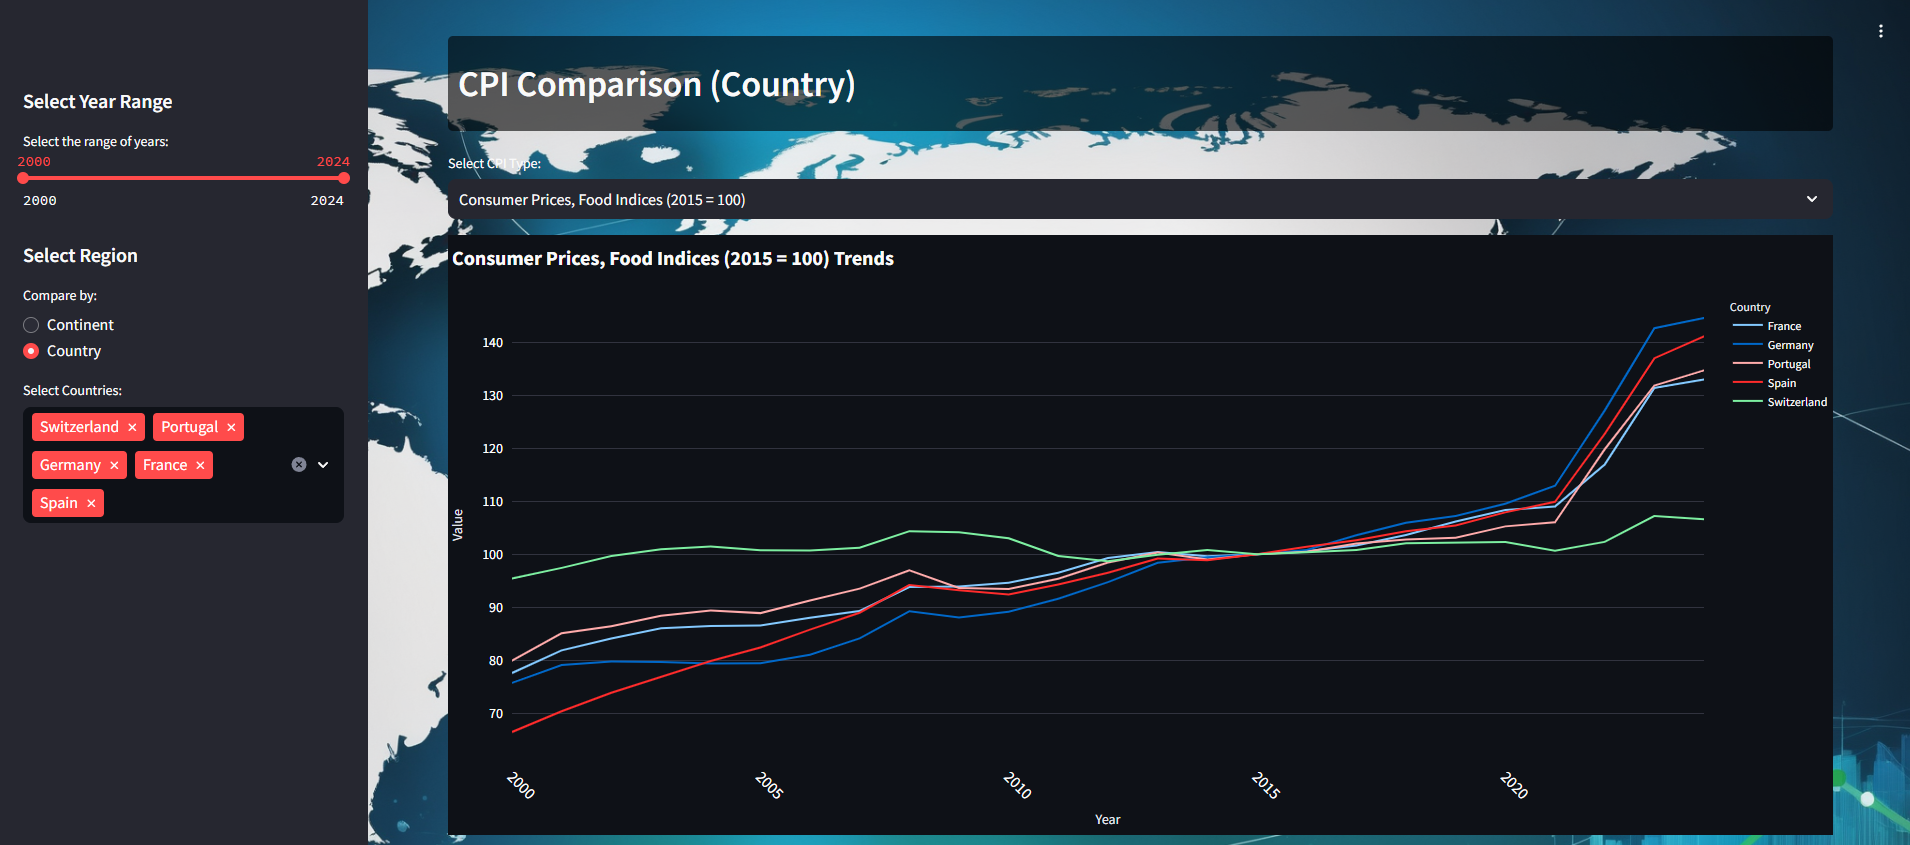 Select Year Range
Select the range of years:
2000 2024
2000 2024
Select Region
Compare by:
Continent
Country
Select Countries:
Switzerland × Portugal ×
Germany × France ×
Spain ×
CPI Comparison (Country)
Select CPI Type:
Consumer Prices, Food Indices (2015 = 100)
Consumer Prices, Food Indices (2015 = 100) Trends
Country
France
Germany
Portugal
Spain
Switzerland
Value
140
130
120
110
100
90
80
70
2000 2005 2010 2015 2020
Year